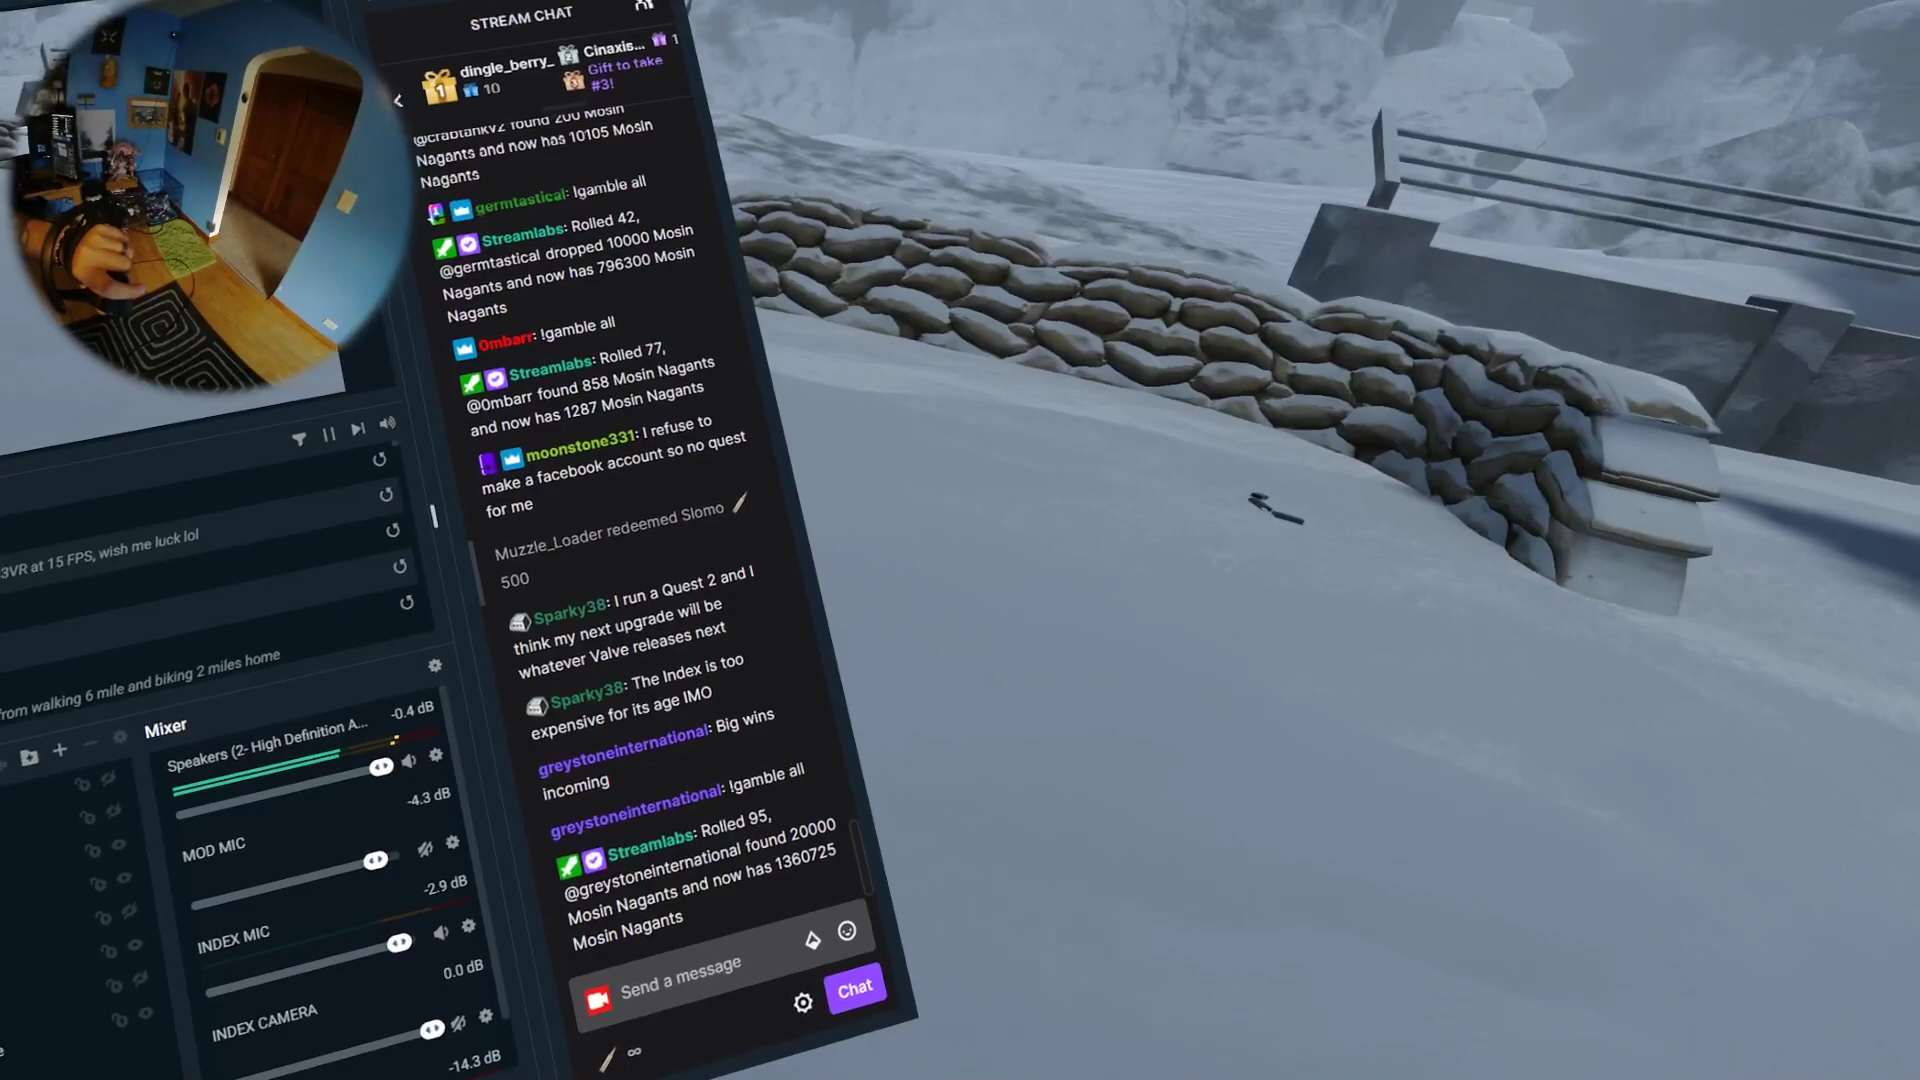 STREAM CHAT
1 dingle_berry_ 2 Cinaxis... 1
10 3 Gift to take
#3!
@crabtankv2 found 200 Mosin
Nagants and now has 10105 Mosin
Nagants
germtastical: !gamble all
Streamlabs: Rolled 42,
@germtastical dropped 10000 Mosin
Nagants and now has 796300 Mosin
Nagants
0mbarr: !gamble all
Streamlabs: Rolled 77,
@0mbarr found 858 Mosin Nagants
and now has 1287 Mosin Nagants
moonstone331: I refuse to
make a facebook account so no quest
for me
Muzzle_Loader redeemed Slomo
500
Sparky38: I run a Quest 2 and I
think my next upgrade will be
whatever Valve releases next
Sparky38: The Index is too
expensive for its age IMO
greystoneinternational: Big wins
incoming
greystoneinternational: !gamble all
Streamlabs: Rolled 95,
@greystoneinternational found 20000
Mosin Nagants and now has 1360725
Mosin Nagants
Send a message
Chat
∞
3VR at 15 FPS, wish me luck lol
from walking 6 mile and biking 2 miles home
Mixer
Speakers (2- High Definition A... -0.4 dB
MOD MIC -4.3 dB
INDEX MIC -2.9 dB
INDEX CAMERA 0.0 dB
-14.3 dB